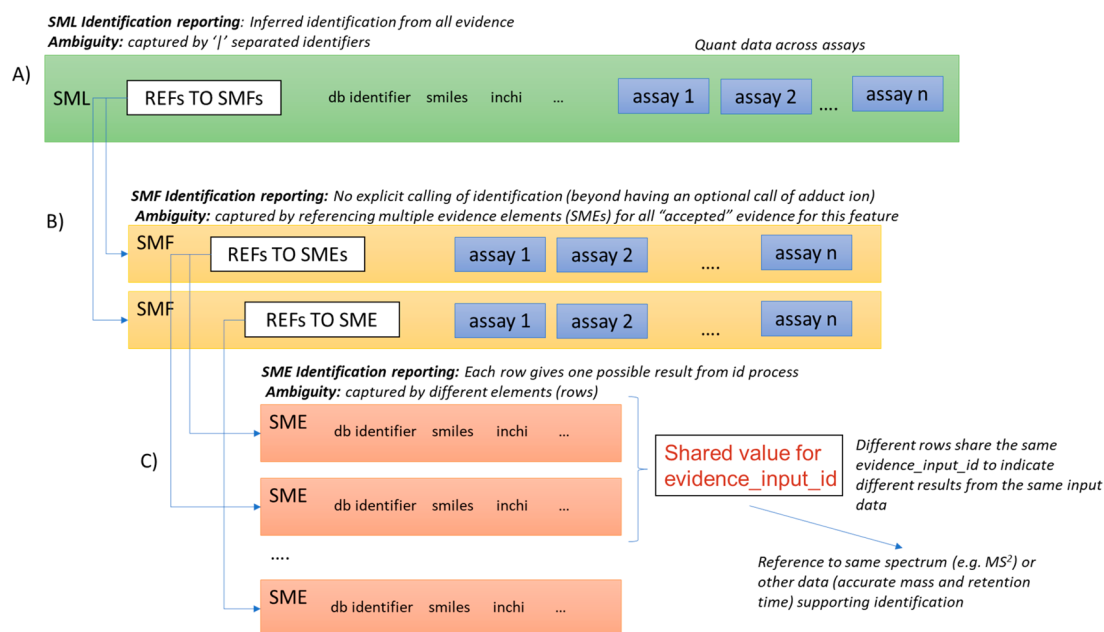 SML Identification reporting: Inferred identification from all evidence
Ambiguity: captured by ‘|’ separated identifiers
Quant data across assays
A)
SML
REFs TO SMFs
db identifier smiles inchi ...
assay 1 assay 2 .... assay n
SMF Identification reporting: No explicit calling of identification (beyond having an optional call of adduct ion)
Ambiguity: captured by referencing multiple evidence elements (SMEs) for all “accepted” evidence for this feature
B)
SMF
REFs TO SMEs
assay 1 assay 2 .... assay n
SMF
REFs TO SME
assay 1 assay 2 .... assay n
SME Identification reporting: Each row gives one possible result from id process
Ambiguity: captured by different elements (rows)
C)
SME
db identifier smiles inchi ...
SME
db identifier smiles inchi ...
....
SME
db identifier smiles inchi ...
Shared value for
evidence_input_id
Different rows share the same
evidence_input_id to indicate
different results from the same input
data
Reference to same spectrum (e.g. MS²) or
other data (accurate mass and retention
time) supporting identification